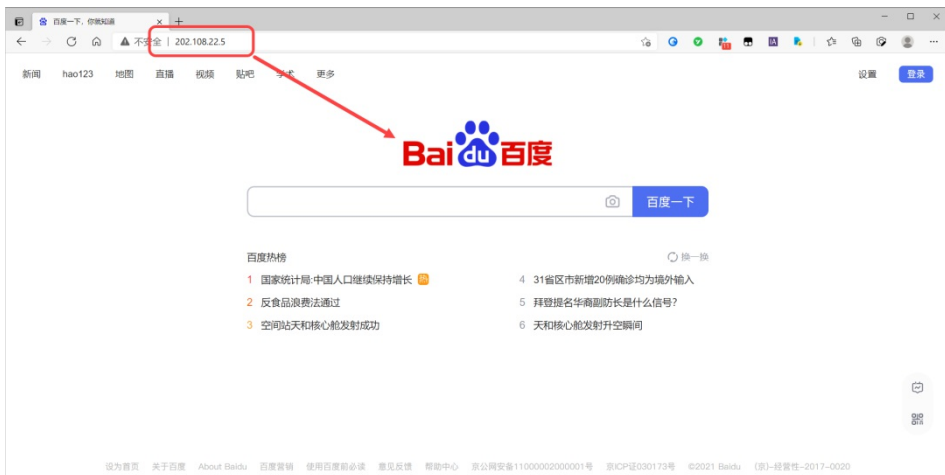 百度一下，你就知道
不安全 | 202.108.22.5
新闻 hao123 地图 直播 视频 贴吧 学术 更多 设置 登录
Bai du 百度
百度一下
百度热榜 换一换
1 国家统计局:中国人口继续保持增长 热
4 31省区市新增20例确诊均为境外输入
2 反食品浪费法通过
5 拜登提名华裔副防长是什么信号?
3 空间站天和核心舱发射成功
6 天和核心舱发射升空瞬间
设为首页 关于百度 About Baidu 百度营销 使用百度前必读 意见反馈 帮助中心 京公网安备11000002000001号 京ICP证030173号 ©2021 Baidu (京)-经营性-2017-0020